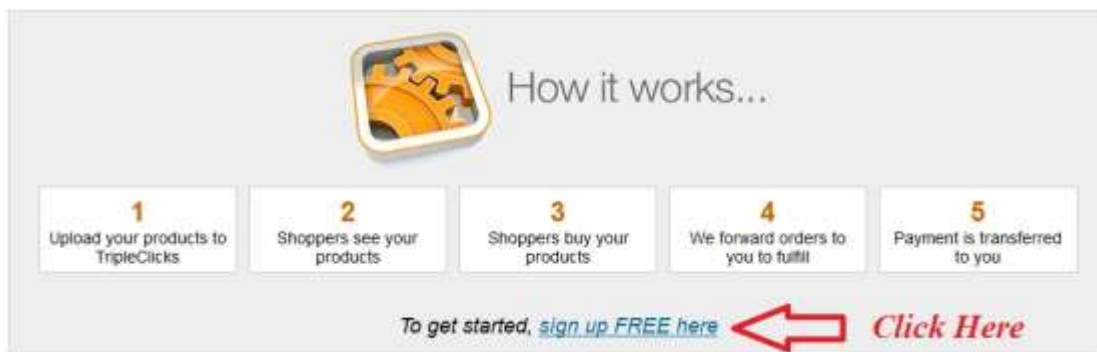 How it works...
1
Upload your products to
TripleClicks
2
Shoppers see your
products
3
Shoppers buy your
products
4
We forward orders to
you to fulfill
5
Payment is transferred
to you
To get started, sign up FREE here
Click Here